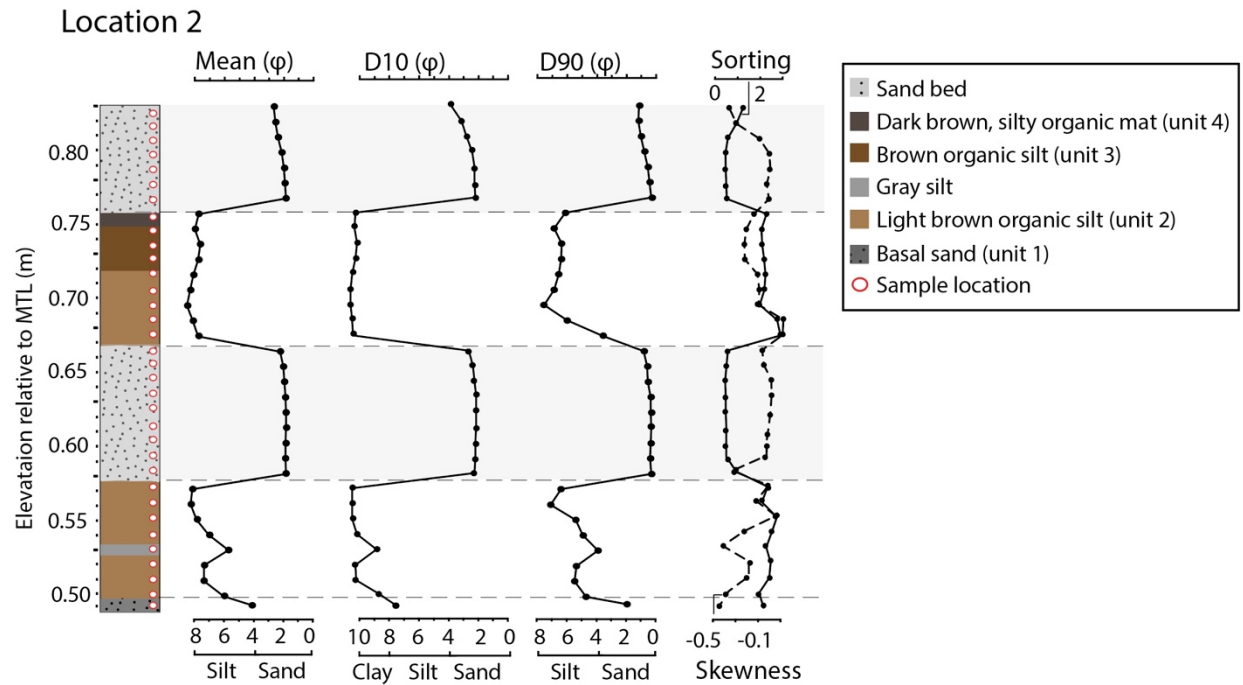 Location 2
Mean (φ) D10 (φ) D90 (φ) Sorting
0 2
Sand bed
Dark brown, silty organic mat (unit 4)
Brown organic silt (unit 3)
Gray silt
Light brown organic silt (unit 2)
Basal sand (unit 1)
Sample location
Elevataion relative to MTL (m)
0.80
0.75
0.70
0.65
0.60
0.55
0.50
8 6 4 2 0 10 8 6 4 2 0 8 6 4 2 0 -0.5 -0.1
Silt Sand Clay Silt Sand Silt Sand Skewness